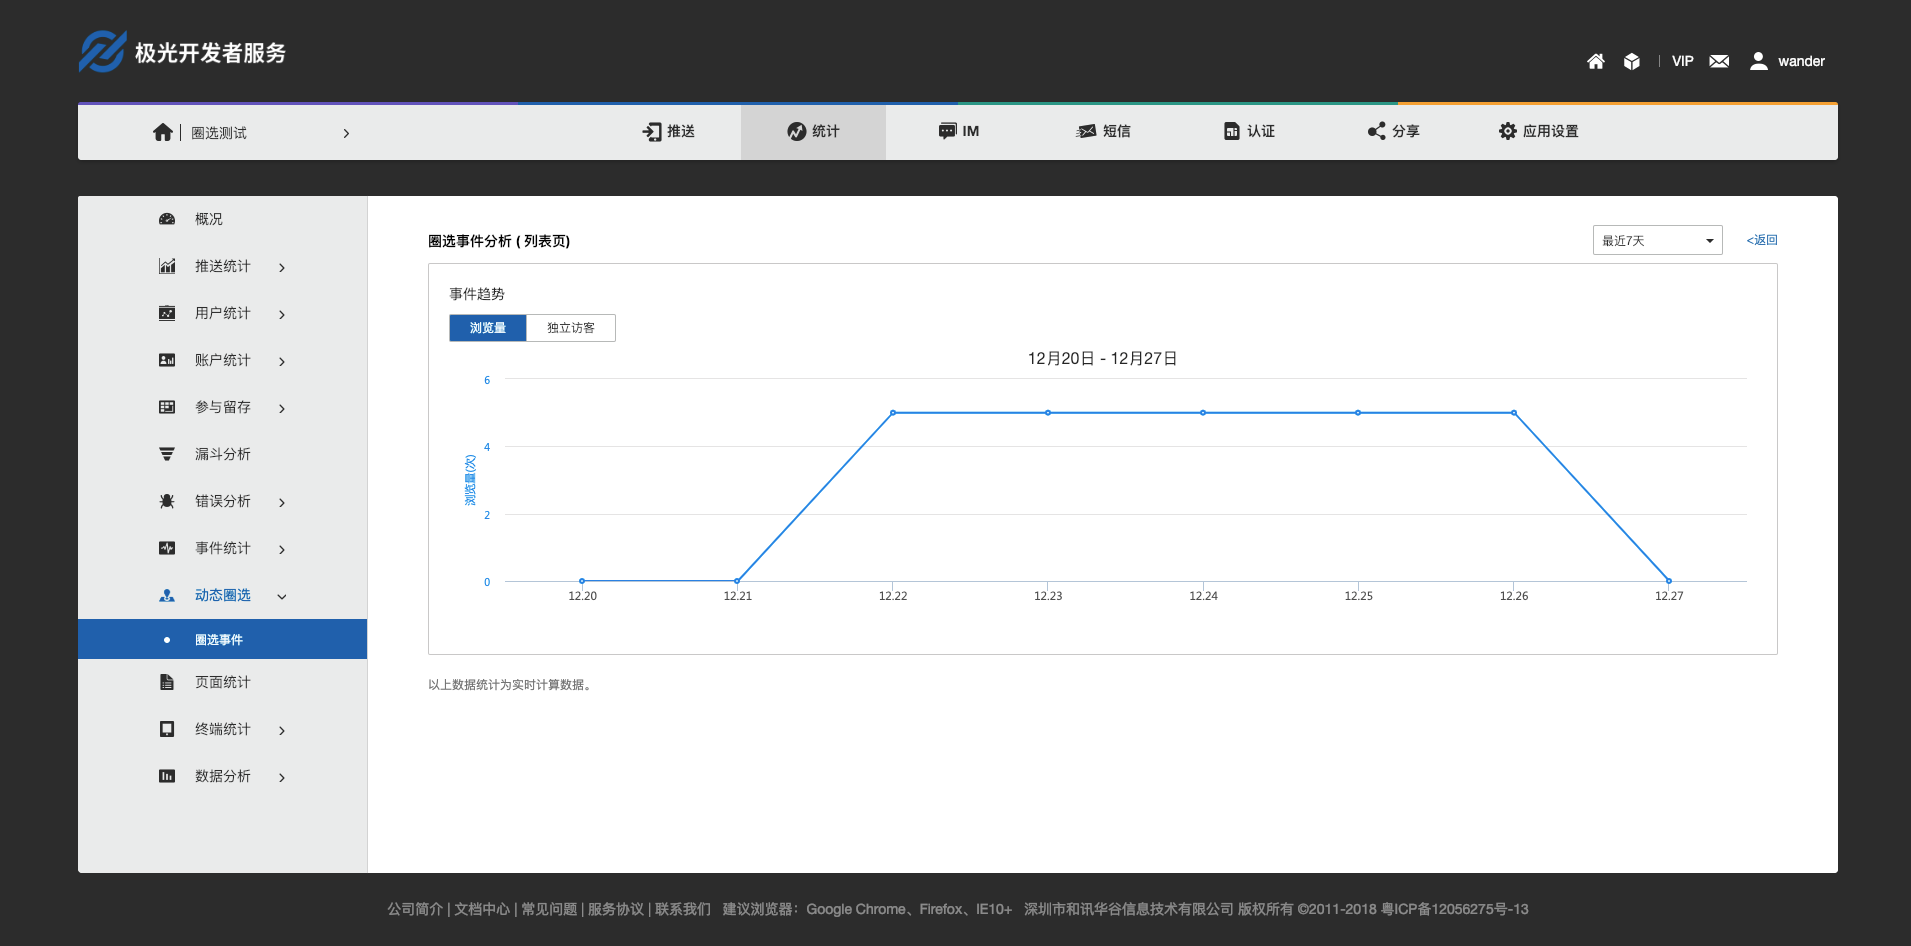 极光开发者服务
VIP wander
圈选测试 推送 统计 IM 短信 认证 分享 应用设置
概况
推送统计
用户统计
账户统计
参与留存
漏斗分析
错误分析
事件统计
动态圈选
圈选事件
页面统计
终端统计
数据分析
圈选事件分析 ( 列表页) 最近7天 <返回
事件趋势
浏览量 独立访客
12月20日 - 12月27日
浏览量(次)
6
4
2
0
12.20 12.21 12.22 12.23 12.24 12.25 12.26 12.27
以上数据统计为实时计算数据。
公司简介 | 文档中心 | 常见问题 | 服务协议 | 联系我们 建议浏览器：Google Chrome、Firefox、IE10+ 深圳市和讯华谷信息技术有限公司 版权所有 ©2011-2018 粤ICP备12056275号-13